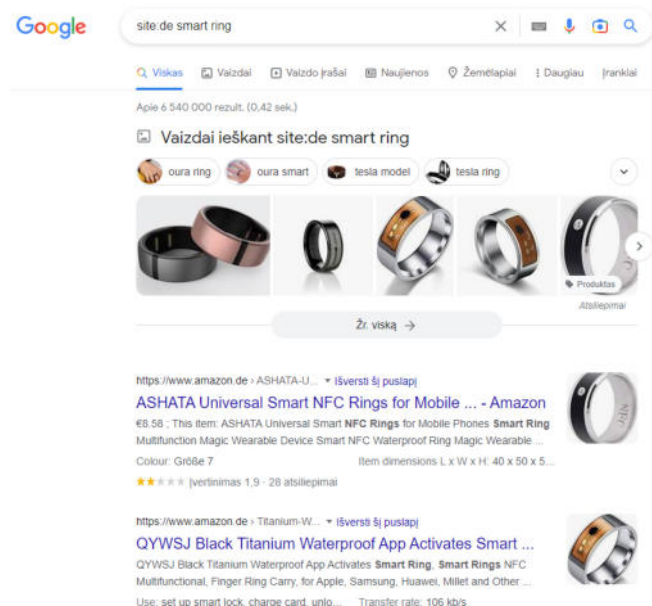 Google
site:de smart ring
Viskas Vaizdai Vaizdo įrašai Naujienos Žemėlapiai Daugiau Įrankiai
Apie 6 540 000 rezult. (0,42 sek.)
Vaizdai ieškant site:de smart ring
oura ring oura smart tesla model tesla ring
Produktas
Atsiliepimai
Žr. viską →
https://www.amazon.de › ASHATA-U... Išversti šį puslapį
ASHATA Universal Smart NFC Rings for Mobile ... - Amazon
€8.58 ; This item: ASHATA Universal Smart NFC Rings for Mobile Phones Smart Ring
Multifunction Magic Wearable Device Smart NFC Waterproof Ring Magic Wearable ...
Colour: Größe 7 Item dimensions L x W x H: 40 x 50 x 5...
Įvertinimas 1,9 · 28 atsiliepimai
NFC
https://www.amazon.de › Titanium-W... Išversti šį puslapį
QYWSJ Black Titanium Waterproof App Activates Smart ...
QYWSJ Black Titanium Waterproof App Activates Smart Ring, Smart Rings NFC
Multifunctional, Finger Ring Carry, for Apple, Samsung, Huawei, Millet and Other ...
Use: set up smart lock, charge card, unlo... Transfer rate: 106 kb/s